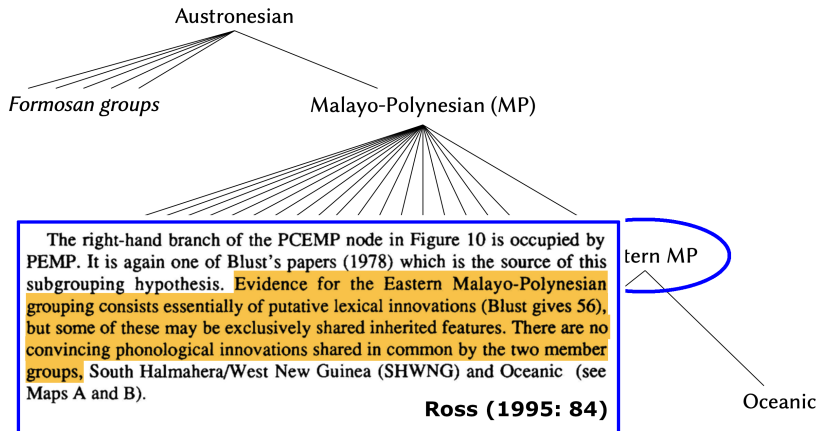 Austronesian
Formosan groups
Malayo-Polynesian (MP)
The right-hand branch of the PCEMP node in Figure 10 is occupied by
PEMP. It is again one of Blust's papers (1978) which is the source of this
subgrouping hypothesis. Evidence for the Eastern Malayo-Polynesian
grouping consists essentially of putative lexical innovations (Blust gives 56),
but some of these may be exclusively shared inherited features. There are no
convincing phonological innovations shared in common by the two member
groups, South Halmahera/West New Guinea (SHWNG) and Oceanic (see
Maps A and B).
Ross (1995: 84)
tern MP
Oceanic